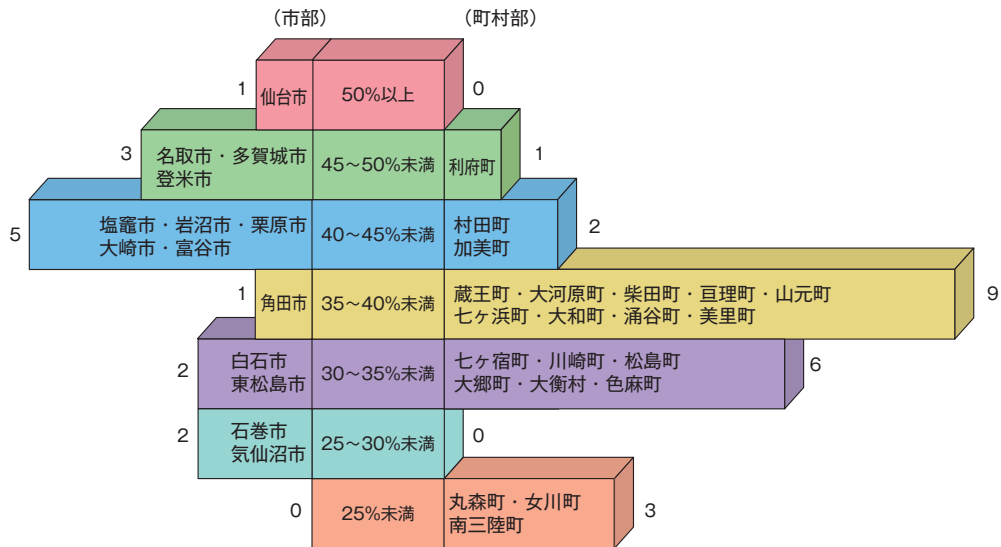 （市部）
（町村部）
1
仙台市
50%以上
0
3
名取市・多賀城市
登米市
45～50%未満
利府町
1
5
塩竈市・岩沼市・栗原市
大崎市・富谷市
40～45%未満
村田町
加美町
2
1
角田市
35～40%未満
蔵王町・大河原町・柴田町・亘理町・山元町
七ヶ浜町・大和町・涌谷町・美里町
9
2
白石市
東松島市
30～35%未満
七ヶ宿町・川崎町・松島町
大郷町・大衡村・色麻町
6
2
石巻市
気仙沼市
25～30%未満
0
0
25%未満
丸森町・女川町
南三陸町
3